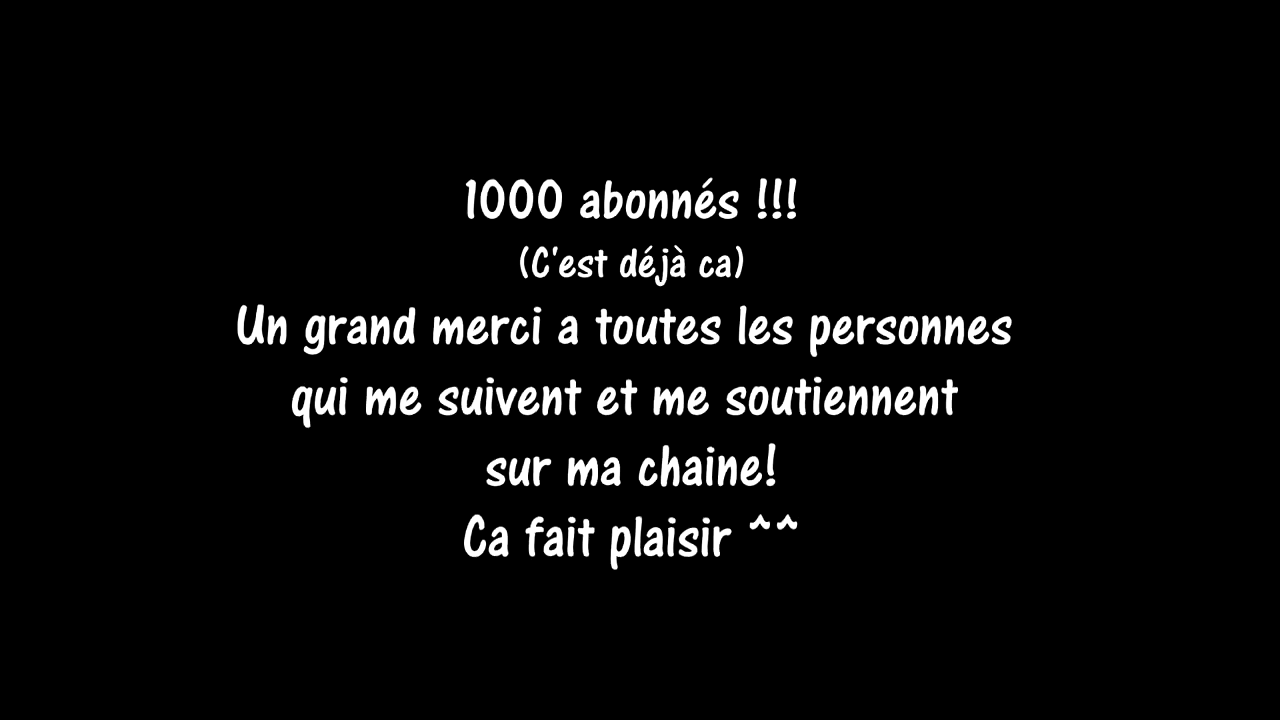 1000 abonnés !!!
(C'est déjà ca)
Un grand merci a toutes les personnes
qui me suivent et me soutiennent
sur ma chaine!
Ca fait plaisir ^^